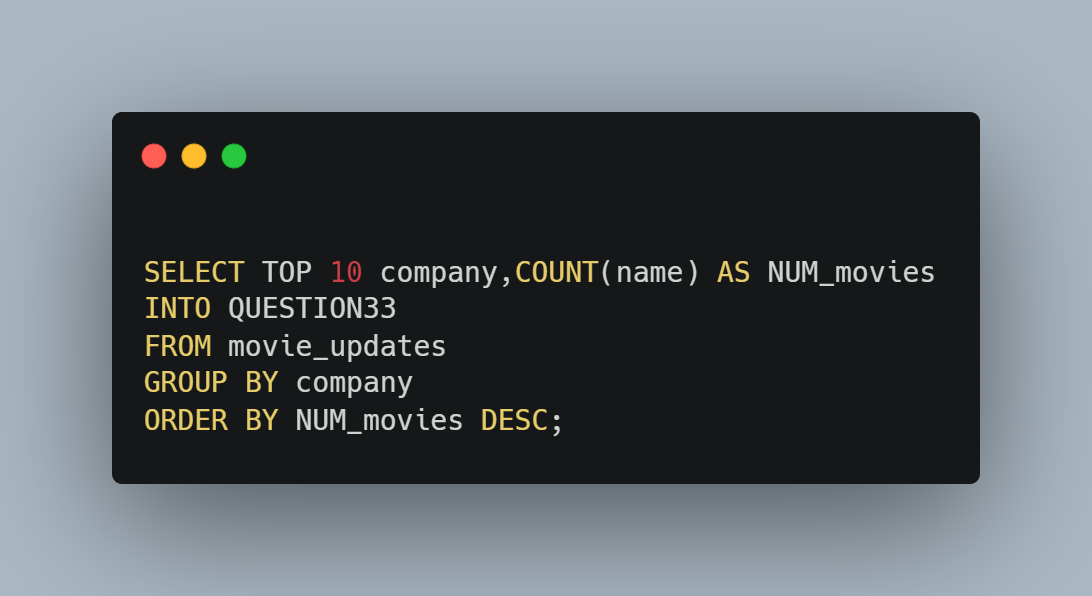 SELECT TOP 10 company,COUNT(name) AS NUM_movies
INTO QUESTION33
FROM movie_updates
GROUP BY company
ORDER BY NUM_movies DESC;